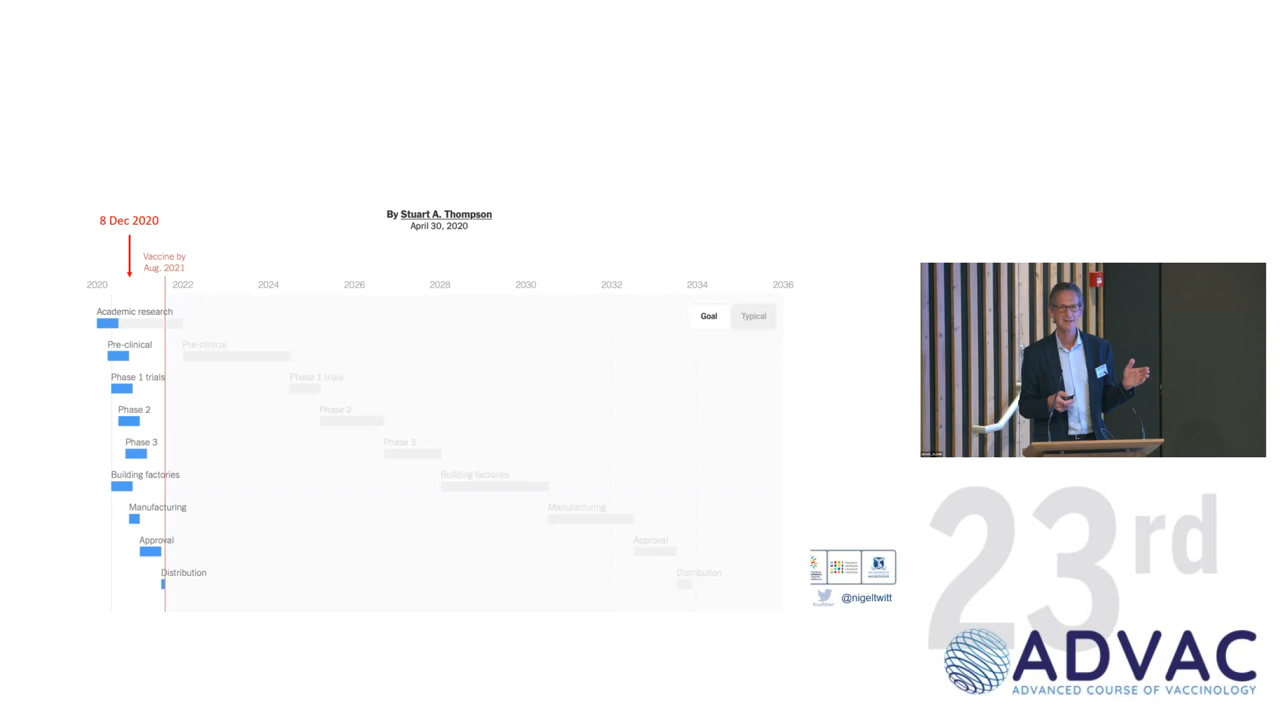 8 Dec 2020
By Stuart A. Thompson
April 30, 2020
Vaccine by
Aug. 2021
2020 2022 2024 2026 2028 2030 2032 2034 2036
Academic research
Goal Typical
Pre-clinical Pre-clinical
Phase 1 trials Phase 1 trials
Phase 2 Phase 2
Phase 3 Phase 3
Building factories Building factories
Manufacturing Manufacturing
Approval Approval
Distribution Distribution
@nigeltwitt
23rd
ADVAC
ADVANCED COURSE OF VACCINOLOGY